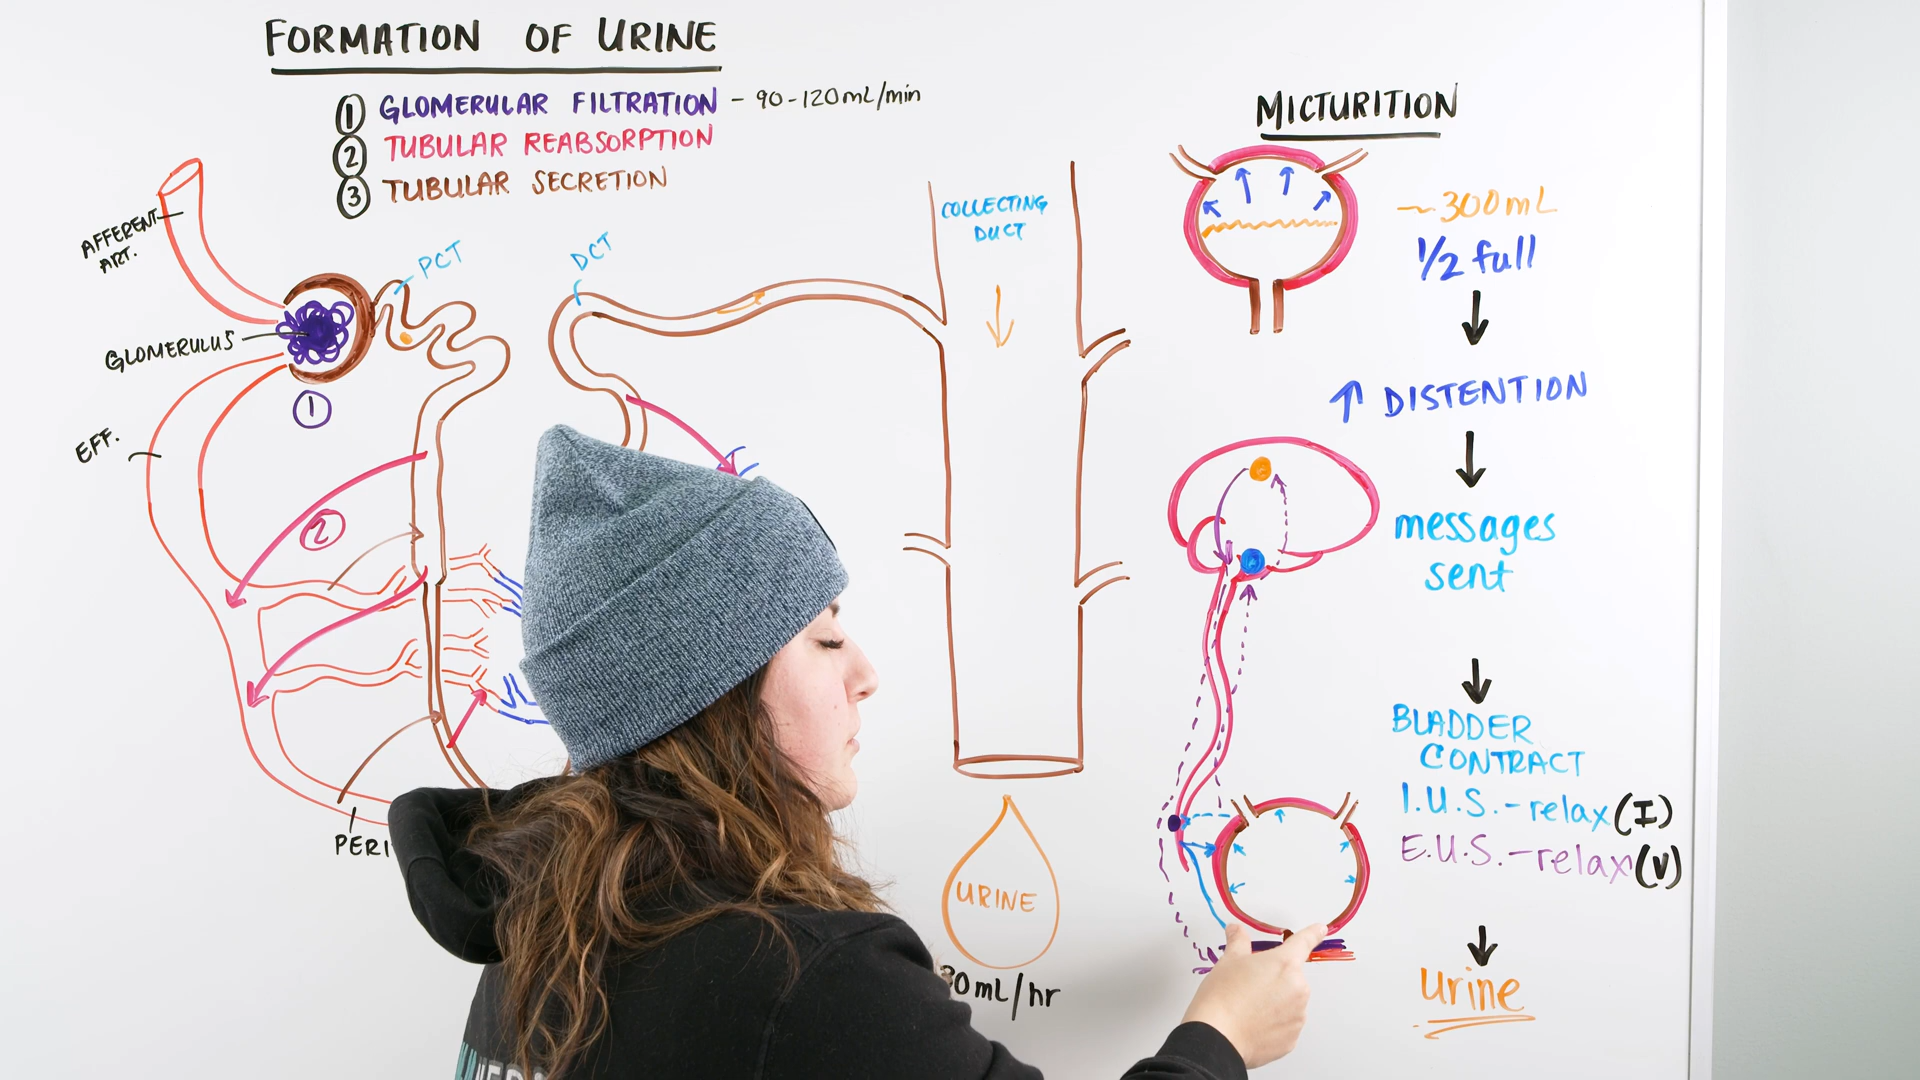 FORMATION OF URINE
① GLOMERULAR FILTRATION - 90-120mL/min
② TUBULAR REABSORPTION
③ TUBULAR SECRETION
AFFERENT
ART.
GLOMERULUS
EFF.
①
②
PERI
PCT
DCT
COLLECTING
DUCT
URINE
0mL/hr
MICTURITION
~300mL
1/2 full
↓
↑ DISTENTION
↓
messages
sent
↓
BLADDER
CONTRACT
I.U.S.-relax (I)
E.U.S.-relax (V)
↓
Urine